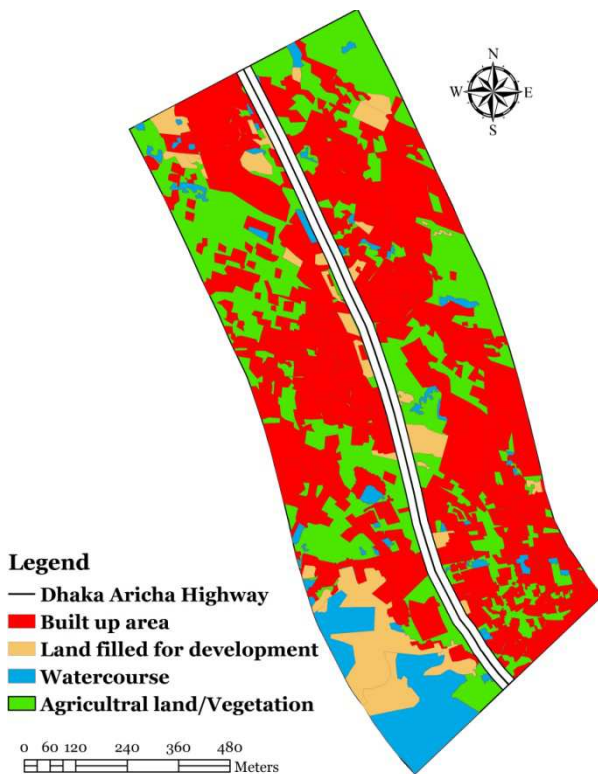 N
W E
S
Legend
Dhaka Aricha Highway
Built up area
Land filled for development
Watercourse
Agricultral land/Vegetation
0 60 120 240 360 480
Meters